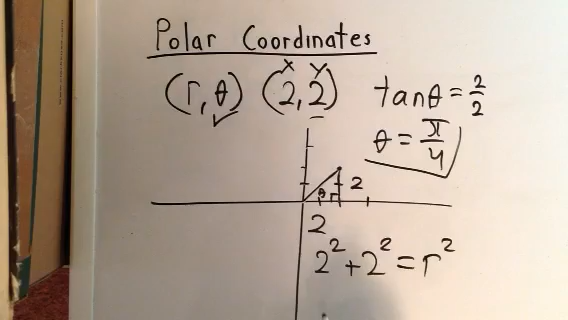 Polar Coordinates
x y
(r, θ) (2, 2) tanθ = 2/2
θ = π/4
θ 2
2
2² + 2² = r²